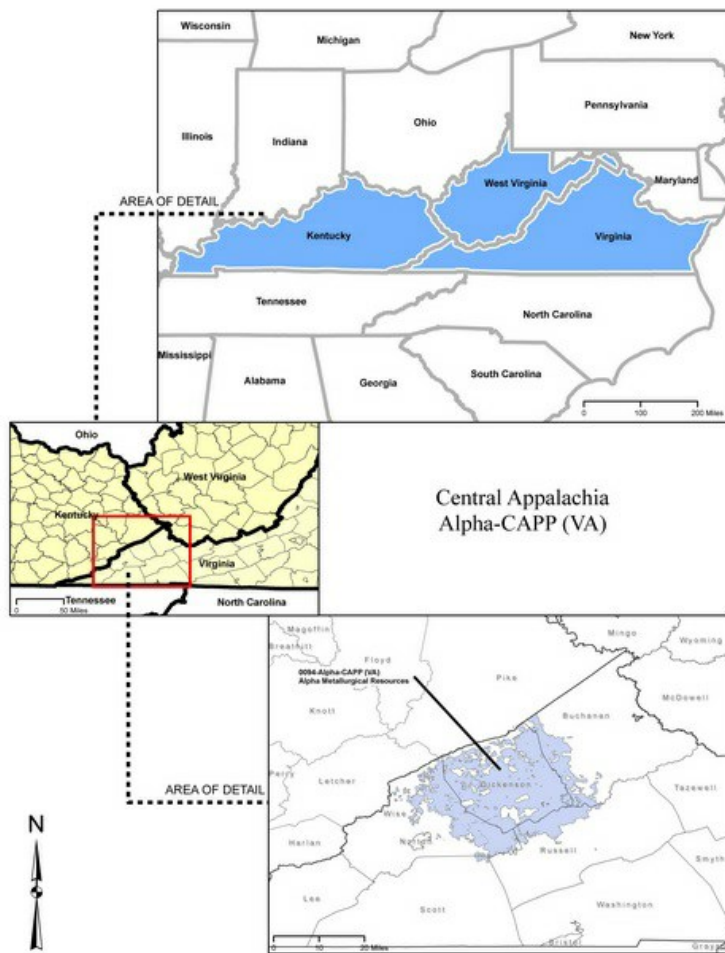 Wisconsin
Michigan
New York
Pennsylvania
Illinois
Indiana
Ohio
West Virginia
Maryland
AREA OF DETAIL
Kentucky
Virginia
Tennessee
North Carolina
Mississippi
Alabama
Georgia
South Carolina
0 100 200 Miles
Ohio
West Virginia
Kentucky
Virginia
0 50 Miles
Tennessee
North Carolina
Central Appalachia
Alpha-CAPP (VA)
Magoffin
Breathitt
Floyd
Mingo
Wyoming
0094-Alpha-CAPP (VA)
Alpha Metallurgical Resources
Pike
McDowell
Knott
Buchanan
Perry
Letcher
Dickenson
Tazewell
AREA OF DETAIL
Wise
Norton
Harlan
Russell
Smyth
Lee
Scott
Washington
Bristol
0 10 20 Miles
N